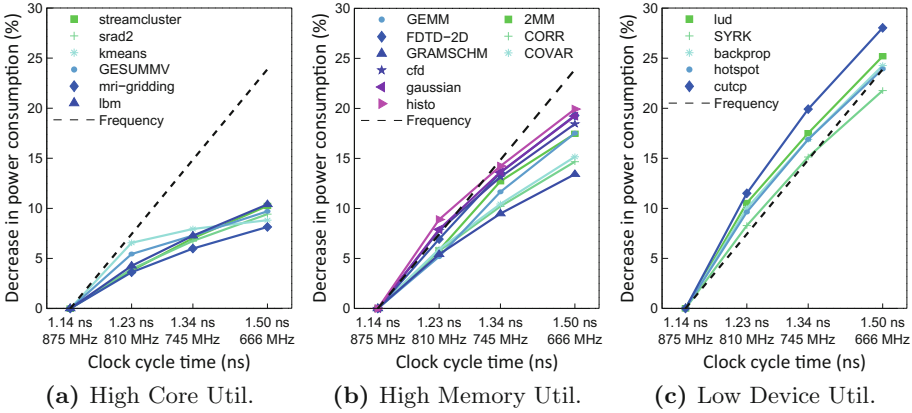 Decrease in power consumption (%)
30
25
20
15
10
5
0
streamcluster
srad2
kmeans
GESUMMV
mri-gridding
lbm
Frequency
1.14 ns 1.23 ns 1.34 ns 1.50 ns
875 MHz 810 MHz 745 MHz 666 MHz
Clock cycle time (ns)
(a) High Core Util.
Decrease in power consumption (%)
30
25
20
15
10
5
0
GEMM 2MM
FDTD-2D CORR
GRAMSCHM COVAR
cfd
gaussian
histo
Frequency
1.14 ns 1.23 ns 1.34 ns 1.50 ns
875 MHz 810 MHz 745 MHz 666 MHz
Clock cycle time (ns)
(b) High Memory Util.
Decrease in power consumption (%)
30
25
20
15
10
5
0
lud
SYRK
backprop
hotspot
cutcp
Frequency
1.14 ns 1.23 ns 1.34 ns 1.50 ns
875 MHz 810 MHz 745 MHz 666 MHz
Clock cycle time (ns)
(c) Low Device Util.